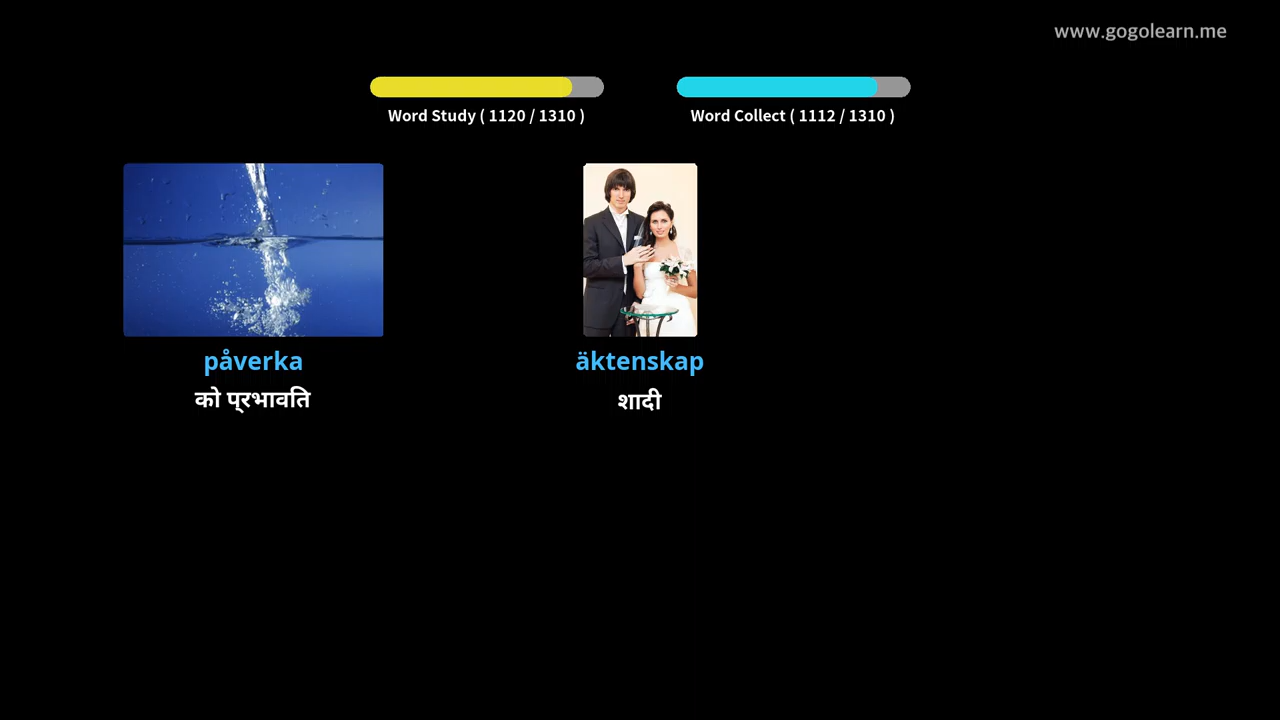 www.gogolearn.me
Word Study ( 1120 / 1310 )
Word Collect ( 1112 / 1310 )
påverka
äktenskap
को प्रभावति
शादी